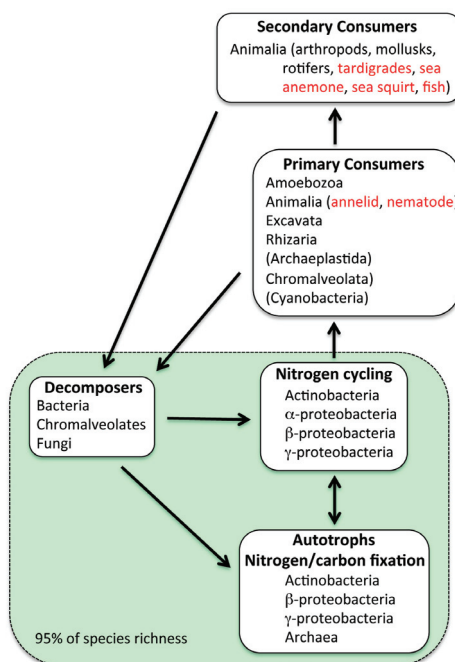 Secondary Consumers
Animalia (arthropods, mollusks,
rotifers, tardigrades, sea
anemone, sea squirt, fish)
Primary Consumers
Amoebozoa
Animalia (annelid, nematode)
Excavata
Rhizaria
(Archaeplastida)
Chromalveolata)
(Cyanobacteria)
Decomposers
Bacteria
Chromalveolates
Fungi
Nitrogen cycling
Actinobacteria
α-proteobacteria
β-proteobacteria
γ-proteobacteria
Autotrophs
Nitrogen/carbon fixation
Actinobacteria
β-proteobacteria
γ-proteobacteria
Archaea
95% of species richness